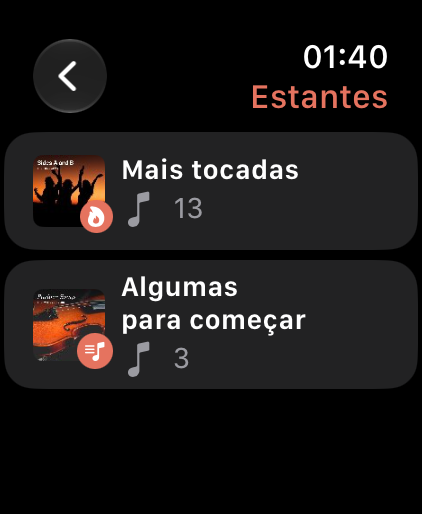 01:40
Estantes
Sides A and B
Mais tocadas
13
Algumas
para começar
3